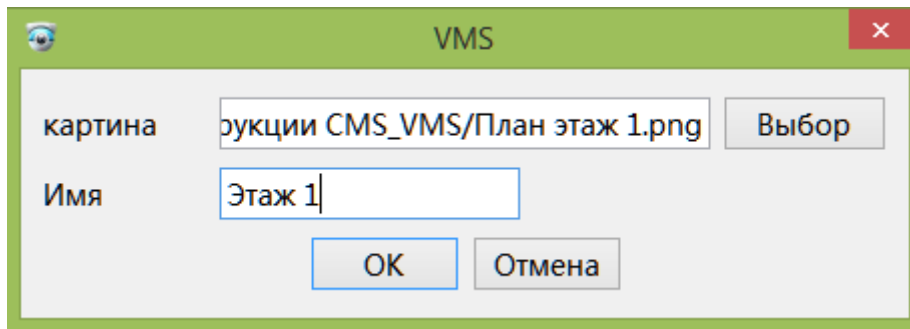 VMS
картина рукции CMS_VMS/План этаж 1.png Выбор
Имя Этаж 1
OK Отмена